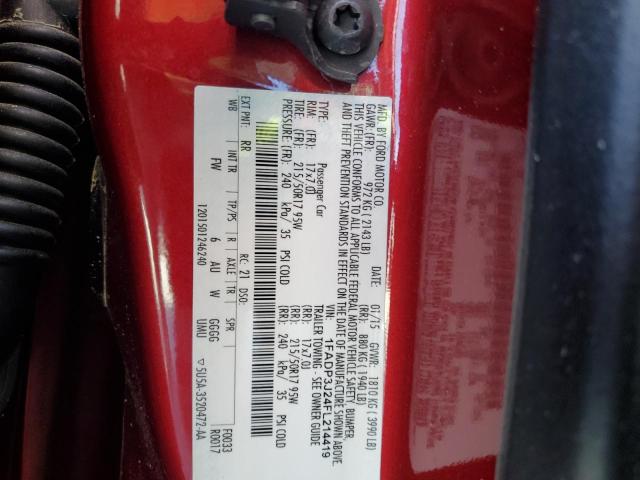 MFD. BY FORD MOTOR CO.
DATE: 01/15 GVWR: 1810 KG ( 3990 LB)
GAWR:(FR): 972 KG ( 2143 LB) (RR): 880 KG ( 1940 LB)
THIS VEHICLE CONFORMS TO ALL APPLICABLE FEDERAL MOTOR VEHICLE SAFETY, BUMPER,
AND THEFT PREVENTION STANDARDS IN EFFECT ON THE DATE OF MANUFACTURE SHOWN ABOVE.
VIN: 1FADP3J24FL214419
TYPE: Passenger Car TRAILER TOWING - SEE OWNER GUIDE
RIM: (FR): 17x7.0J (RR): 17x7.0J
TIRE: (FR): 215/50R17 95W (RR): 215/50R17 95W
PRESSURE: (FR): 240 kPa/ 35 PSI COLD (RR): 240 kPa/ 35 PSI COLD
EXT PNT: RR RC: 21 DSO: F0033
WB INT TR TP/PS R AXLE TR SPR R0017
FW 6 AU W GGGG UMU
1201501246240 ▽ 5U5A-3520472-AA